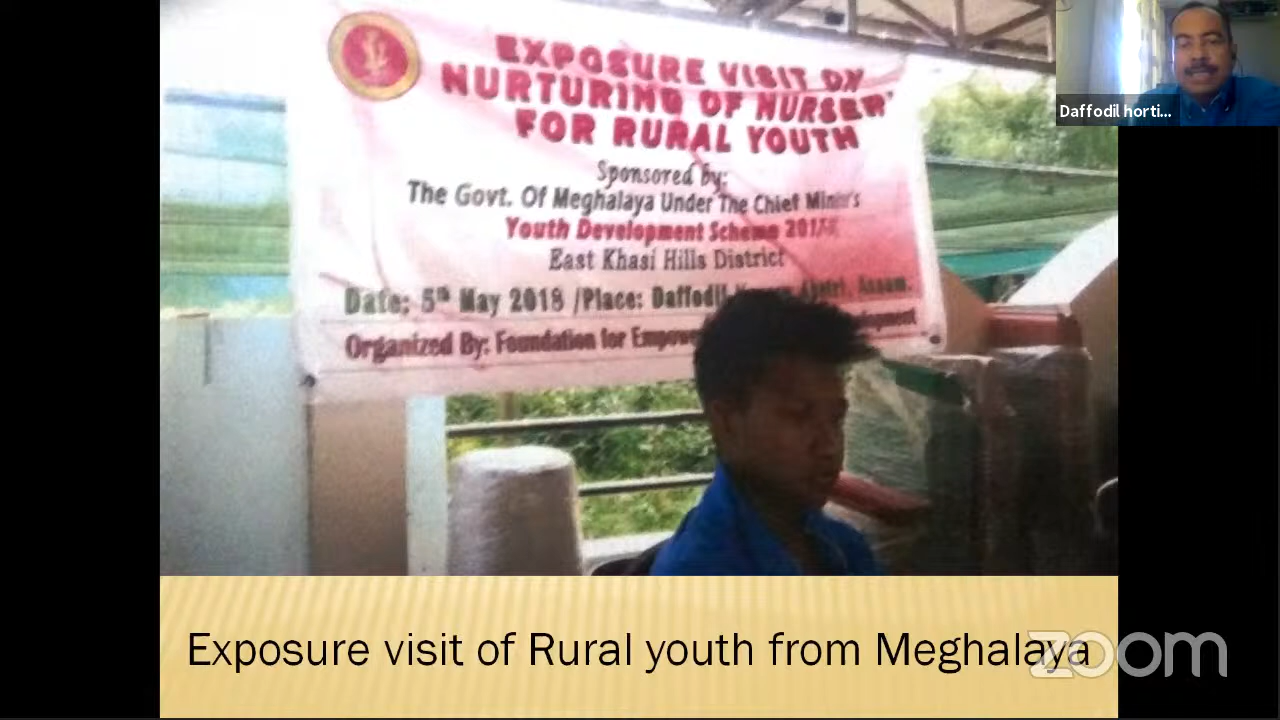 EXPOSURE VISIT ON
NURTURING OF NURSER
FOR RURAL YOUTH
Sponsored by:
The Govt. Of Meghalaya Under The Chief
Youth Development Scheme
East Khasi Hills District
Date: 5th May 2018 /Place: Daffodil Assam.
Organized By: Foundation for
Daffodil horti...
Exposure visit of Rural youth from Meghalaya
zoom